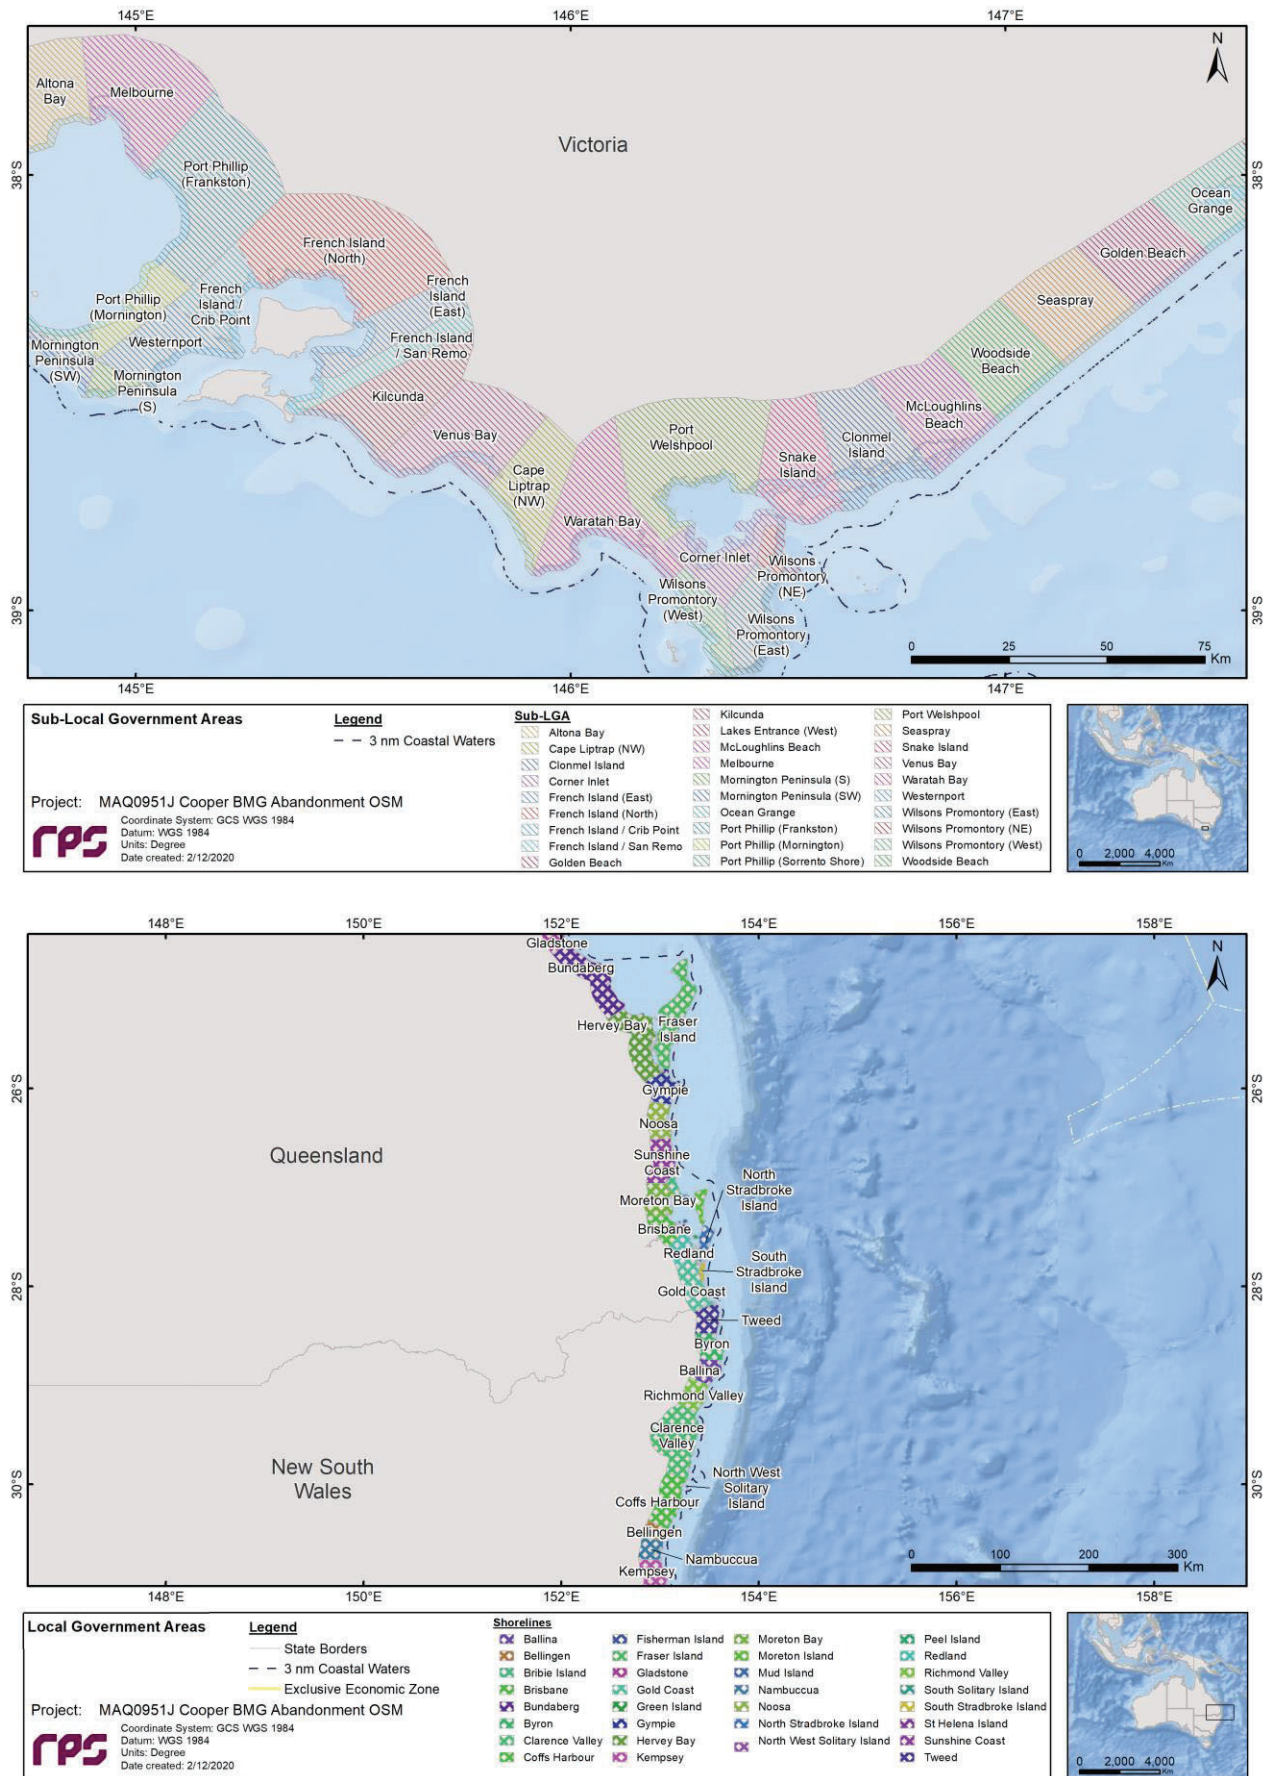 145°E
146°E
147°E
N
Altona
Bay
Melbourne
Victoria
Port Phillip
(Frankston)
38°S
38°S
Ocean
Grange
French Island
(North)
Golden Beach
French
Island
(East)
French
Island /
Crib Point
Port Phillip
(Mornington)
Seaspray
Mornington
Peninsula
(SW)
Westernport
French Island
/ San Remo
Woodside
Beach
Mornington
Peninsula
(S)
Kilcunda
McLoughlins
Beach
Venus Bay
Port
Welshpool
Clonmel
Island
Snake
Island
Cape
Liptrap
(NW)
Waratah Bay
Corner Inlet
Wilsons
Promontory
(NE)
Wilsons
Promontory
(West)
Wilsons
Promontory
(East)
39°S
39°S
0 25 50 75
Km
145°E
146°E
147°E
Sub-Local Government Areas
Legend
3 nm Coastal Waters
Project: MAQ0951J Cooper BMG Abandonment OSM
rps
Coordinate System: GCS WGS 1984
Datum: WGS 1984
Units: Degree
Date created: 2/12/2020
Sub-LGA
Altona Bay
Cape Liptrap (NW)
Clonmel Island
Corner Inlet
French Island (East)
French Island (North)
French Island / Crib Point
French Island / San Remo
Golden Beach
Kilcunda
Lakes Entrance (West)
McLoughlins Beach
Melbourne
Mornington Peninsula (S)
Mornington Peninsula (SW)
Ocean Grange
Port Phillip (Frankston)
Port Phillip (Mornington)
Port Phillip (Sorrento Shore)
Port Welshpool
Seaspray
Snake Island
Venus Bay
Waratah Bay
Westernport
Wilsons Promontory (East)
Wilsons Promontory (NE)
Wilsons Promontory (West)
Woodside Beach
0 2,000 4,000
Km
148°E
150°E
152°E
154°E
156°E
158°E
N
Gladstone
Bundaberg
Hervey Bay
Fraser
Island
26°S
26°S
Gympie
Noosa
Queensland
Sunshine
Coast
North
Stradbroke
Island
Moreton Bay
Brisbane
Redland
South
Stradbroke
Island
28°S
28°S
Gold Coast
Tweed
Byron
Ballina
Richmond Valley
Clarence
Valley
New South
Wales
North West
Solitary
Island
30°S
30°S
Coffs Harbour
Bellingen
Nambuccua
Kempsey
0 100 200 300
Km
148°E
150°E
152°E
154°E
156°E
158°E
Local Government Areas
Legend
State Borders
3 nm Coastal Waters
Exclusive Economic Zone
Project: MAQ0951J Cooper BMG Abandonment OSM
rps
Coordinate System: GCS WGS 1984
Datum: WGS 1984
Units: Degree
Date created: 2/12/2020
Shorelines
Ballina
Bellingen
Bribie Island
Brisbane
Bundaberg
Byron
Clarence Valley
Coffs Harbour
Fisherman Island
Fraser Island
Gladstone
Gold Coast
Green Island
Gympie
Hervey Bay
Kempsey
Moreton Bay
Moreton Island
Mud Island
Nambuccua
Noosa
North Stradbroke Island
North West Solitary Island
Peel Island
Redland
Richmond Valley
South Solitary Island
South Stradbroke Island
St Helena Island
Sunshine Coast
Tweed
0 2,000 4,000
Km